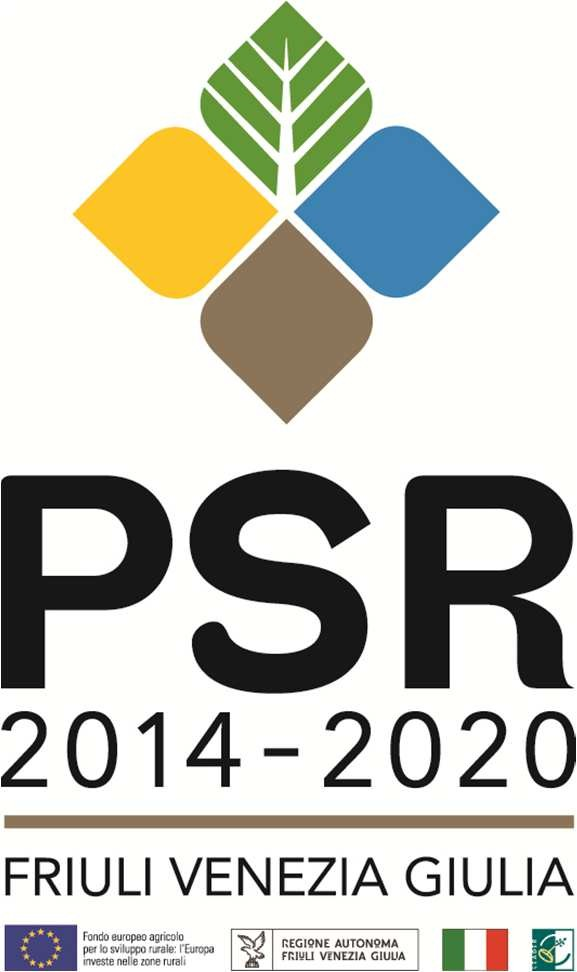 PSR
2014-2020
FRIULI VENEZIA GIULIA
Fondo europeo agricolo
per lo sviluppo rurale: l'Europa
investe nelle zone rurali
REGIONE AUTONOMA
FRIULI VENEZIA GIULIA
LEADER